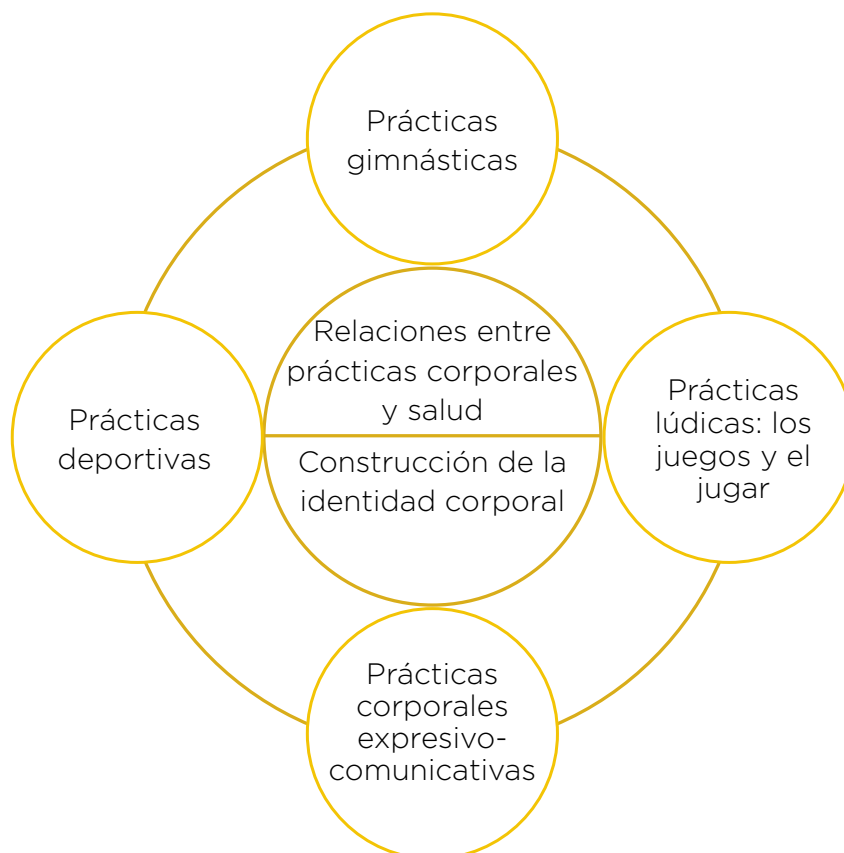 Prácticas
gimnásticas
Relaciones entre
prácticas corporales
y salud
Construcción de la
identidad corporal
Prácticas
deportivas
Prácticas
lúdicas: los
juegos y el
jugar
Prácticas
corporales
expresivo-
comunicativas